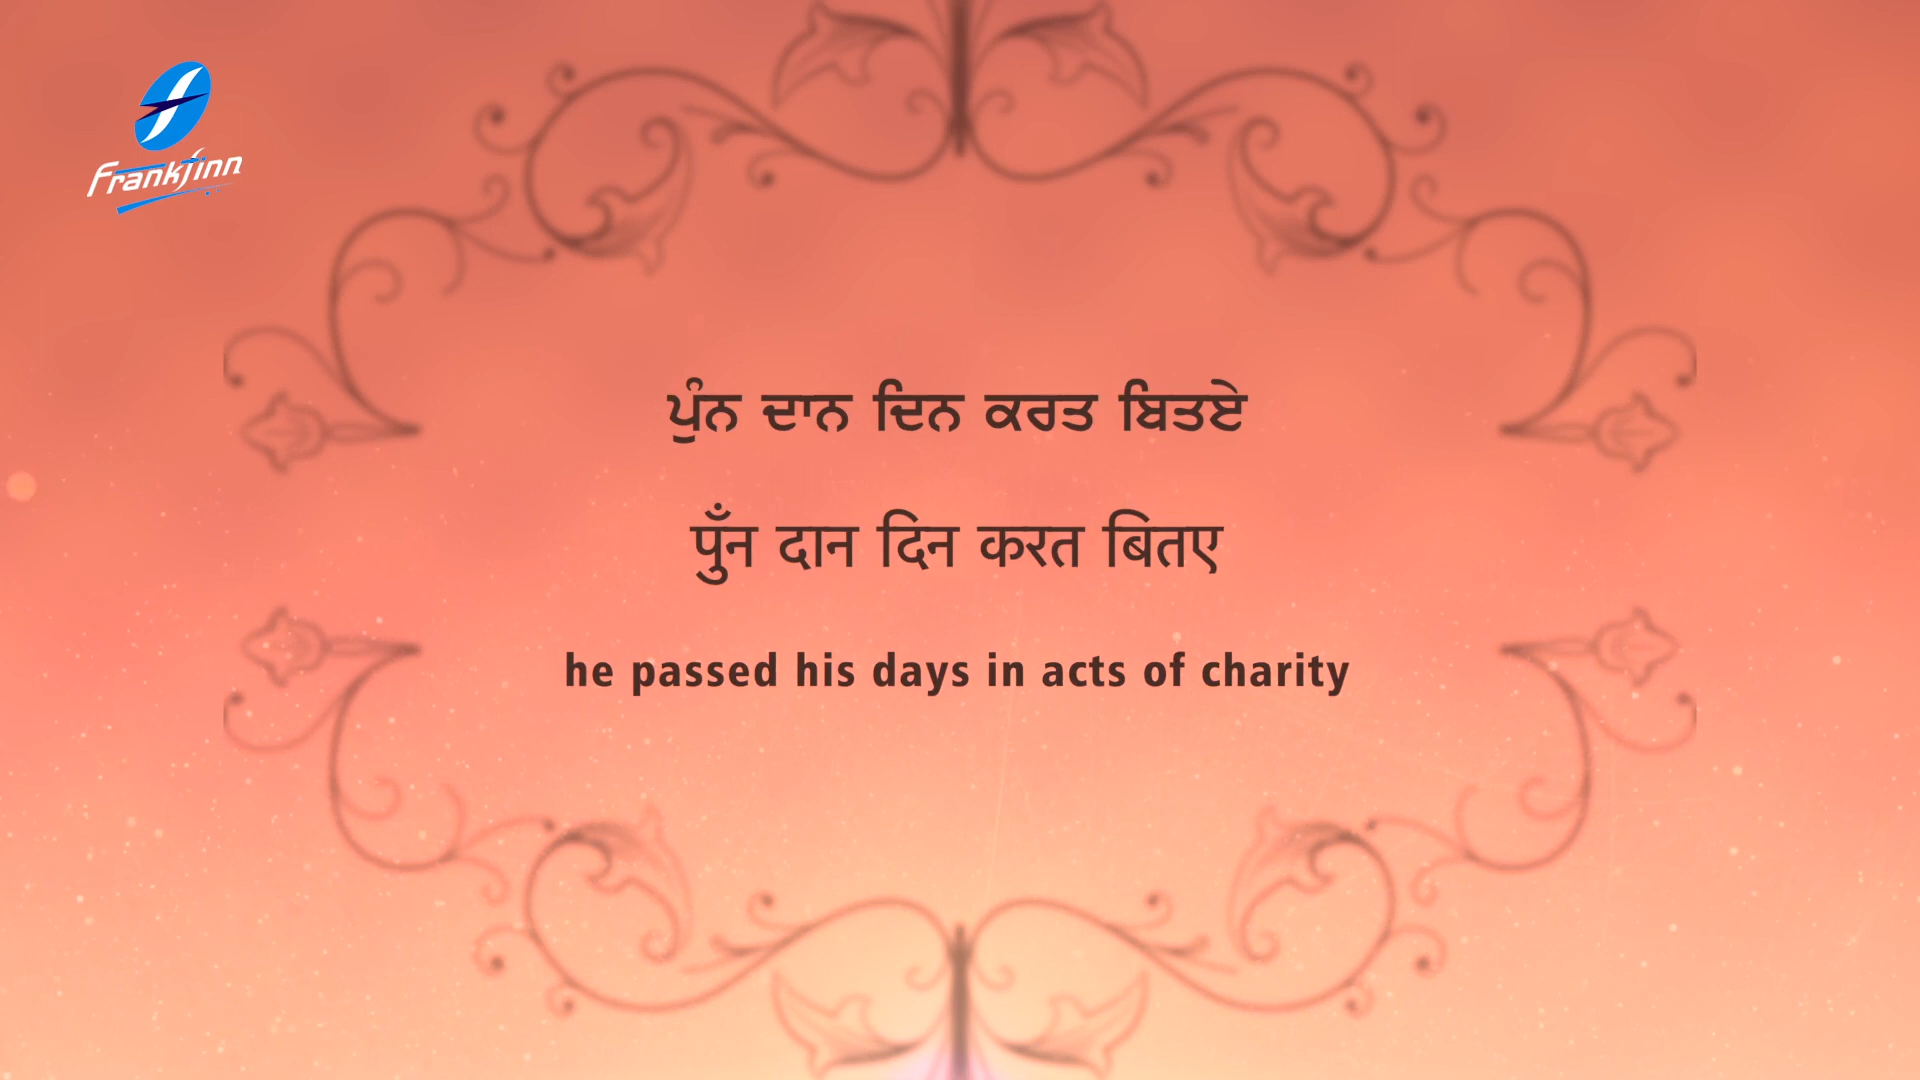 Frankfinn
ਪੁੰਨ ਦਾਨ ਦਿਨ ਕਰਤ ਬਿਤਏ
पुँन दान दिन करत बितए
he passed his days in acts of charity